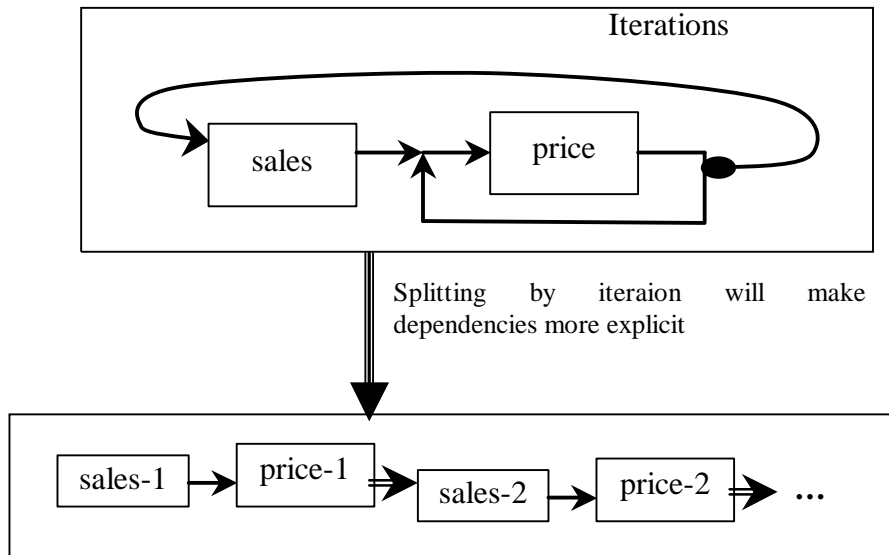 Iterations
sales
price
Splitting by iteraion will make
dependencies more explicit
sales-1
price-1
sales-2
price-2
...